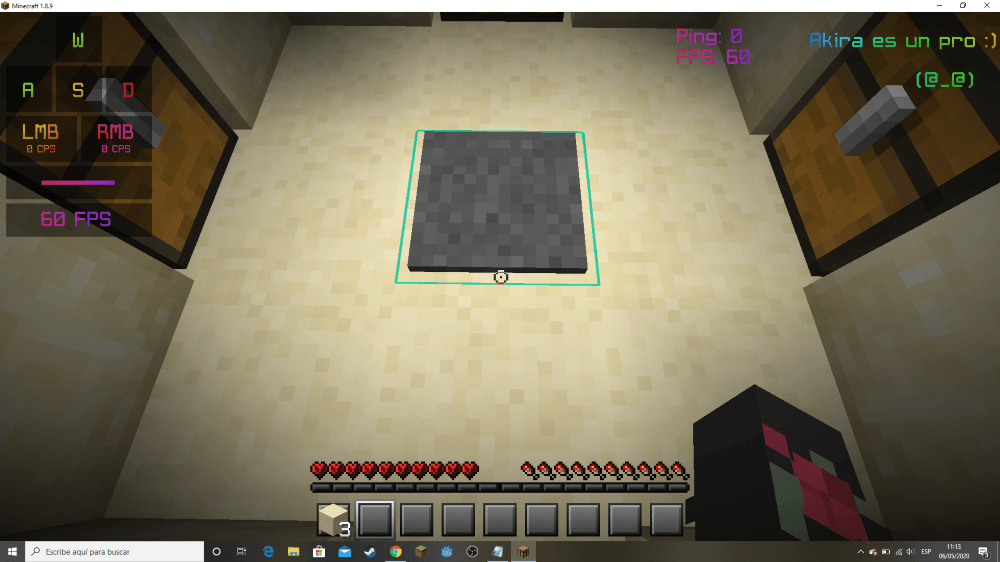 Minecraft 1.8.9
W
Ping: 0
FPS: 60
Akira es un pro :)
(@_@)
A S D
LMB RMB
0 CPS 0 CPS
60 FPS
3
Escribe aquí para buscar
ESP
11:13
06/05/2020